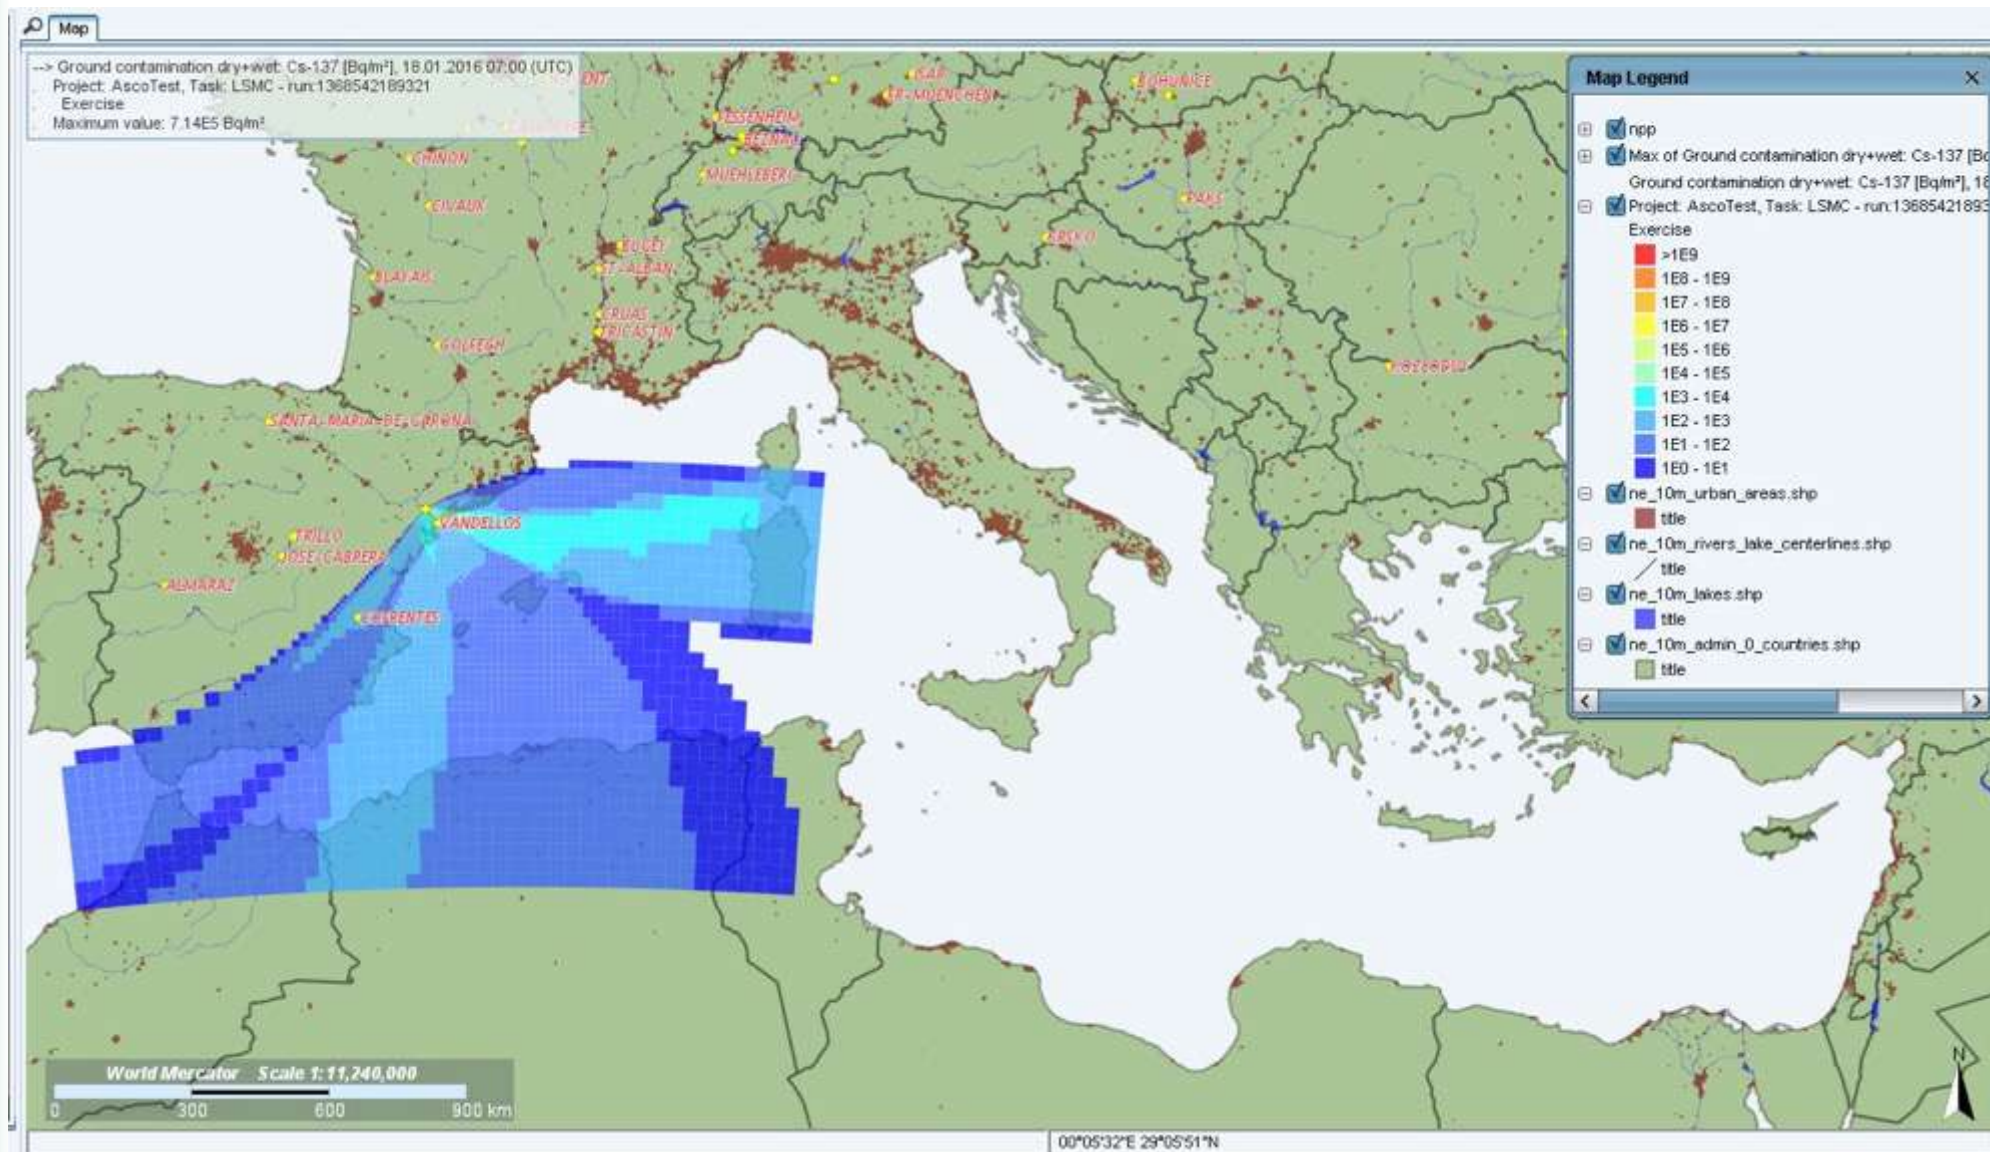 Map
--> Ground contamination dry+wet: Cs-137 [Bq/m²], 18.01.2016 07:00 (UTC)
Project: AscoTest, Task: LSMC - run:1368542189321
Exercise
Maximum value: 7.14E5 Bq/m²
ISAR
BOHUNICE
FESSENHEIM
BEZNAU
CHINON
MUEHLEBERG
CIVAUX
PAKS
KRSKO
BUGEY
ST-ALBAN
BLAYAIS
CRUAS
TRICASTIN
GOLFECH
KOZLODUY
SANTA-MARIA-DE-GARONA
VANDELLOS
TRILLO
JOSE-CABRERA
ALMARAZ
COFRENTES
Map Legend
npp
Max of Ground contamination dry+wet: Cs-137 [Bq
Ground contamination dry+wet: Cs-137 [Bq/m²], 18
Project: AscoTest, Task: LSMC - run:13685421893
Exercise
>1E9
1E8 - 1E9
1E7 - 1E8
1E6 - 1E7
1E5 - 1E6
1E4 - 1E5
1E3 - 1E4
1E2 - 1E3
1E1 - 1E2
1E0 - 1E1
ne_10m_urban_areas.shp
title
ne_10m_rivers_lake_centerlines.shp
title
ne_10m_lakes.shp
title
ne_10m_admin_0_countries.shp
title
World Mercator Scale 1:11,240,000
0 300 600 900 km
N
00°05'32"E 29°05'51"N